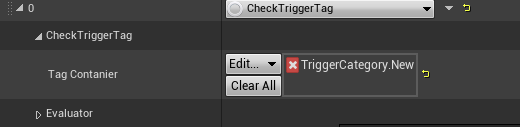 0
CheckTriggerTag
CheckTriggerTag
Tag Contanier
Edit...
TriggerCategory.New
Clear All
Evaluator